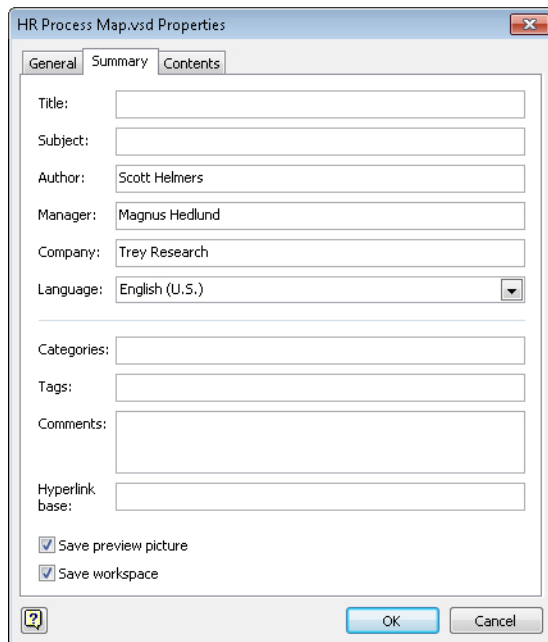 HR Process Map.vsd Properties
General Summary Contents
Title:
Subject:
Author: Scott Helmers
Manager: Magnus Hedlund
Company: Trey Research
Language: English (U.S.)
Categories:
Tags:
Comments:
Hyperlink
base:
Save preview picture
Save workspace
? OK Cancel